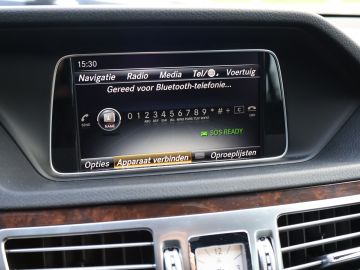 15:30
Navigatie Radio Media Tel/ Voertuig
Gereed voor Bluetooth-telefonie...
0 1 2 3 4 5 6 7 8 9 * # + C
NAME
SOS-READY
Opties Apparaat verbinden Oproeplijsten